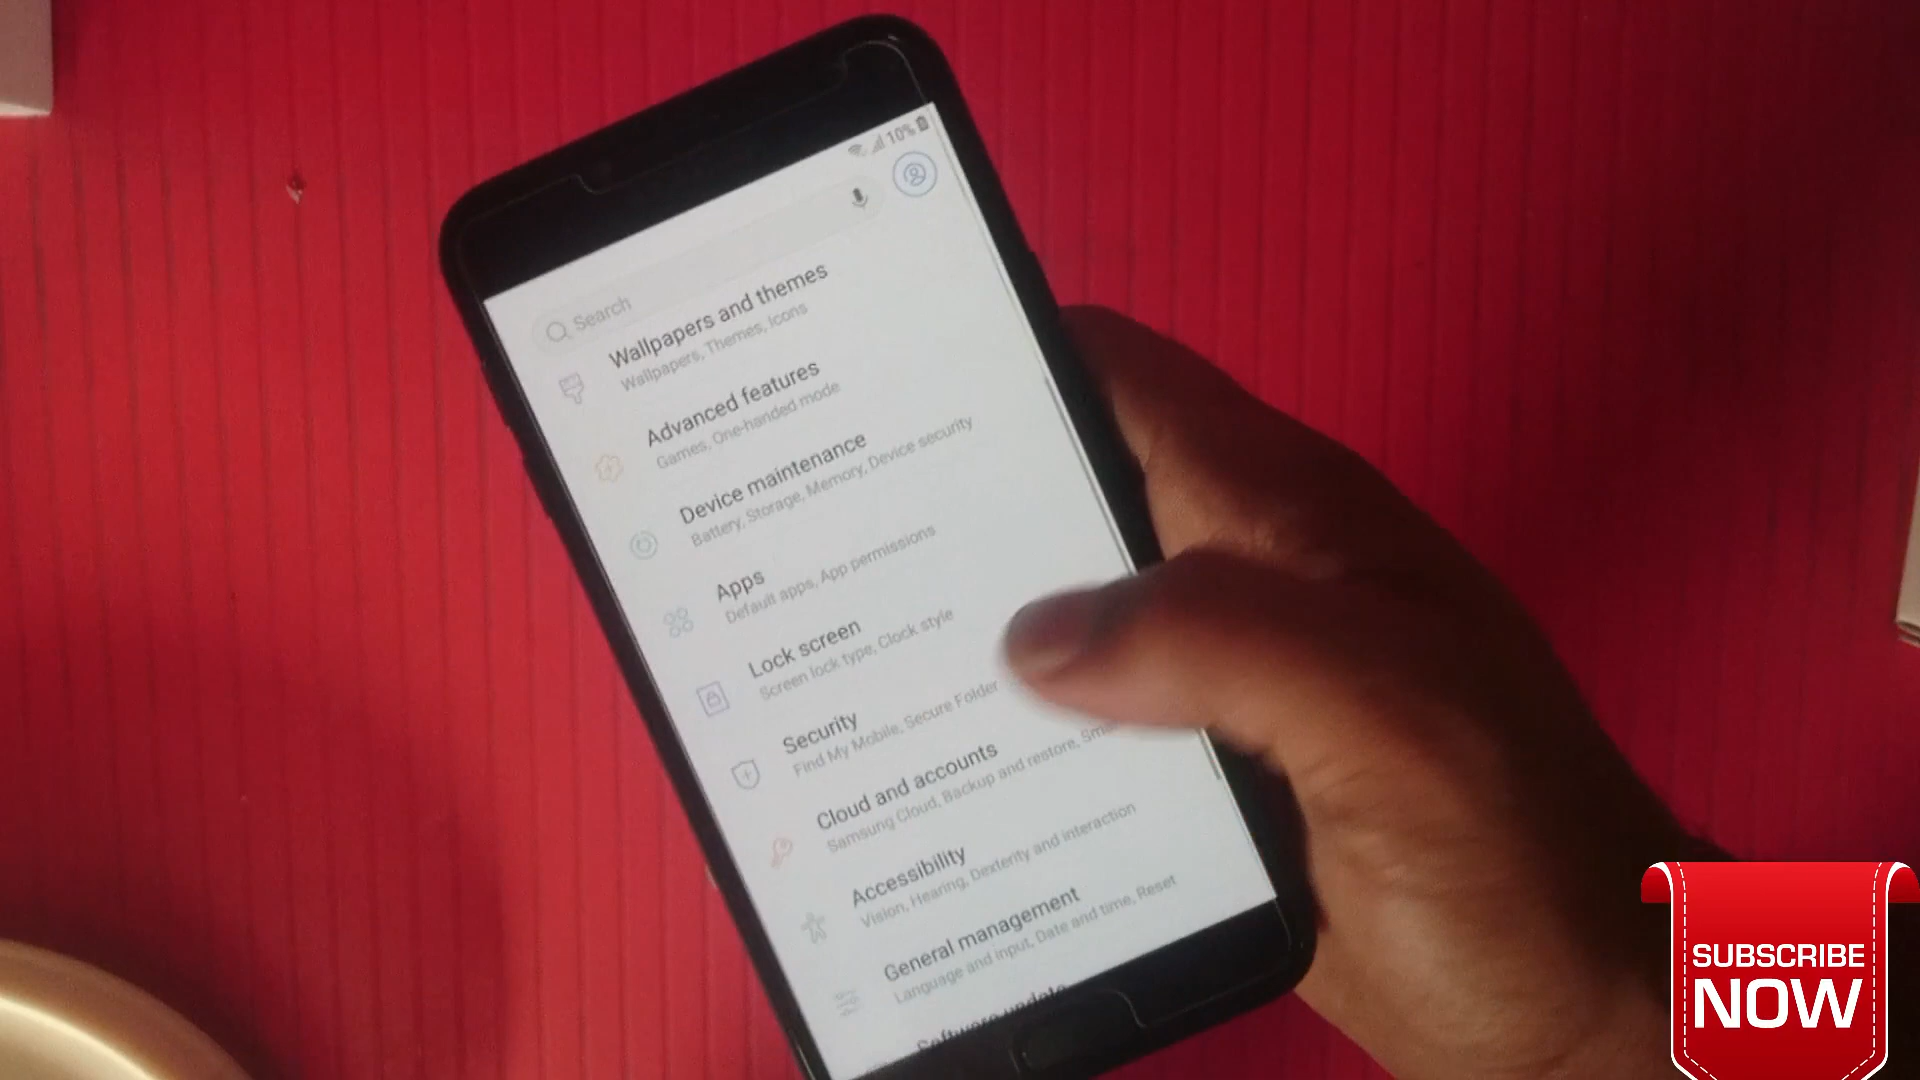 10%
Search
Wallpapers and themes
Wallpapers, Themes, Icons
Advanced features
Games, One-handed mode
Device maintenance
Battery, Storage, Memory, Device security
Apps
Default apps, App permissions
Lock screen
Screen lock type, Clock style
Security
Find My Mobile, Secure Folder
Cloud and accounts
Samsung Cloud, Backup and restore,
Accessibility
Vision, Hearing, Dexterity and interaction
General management
Language and input, Date and time, Reset
Software update
SUBSCRIBE
NOW